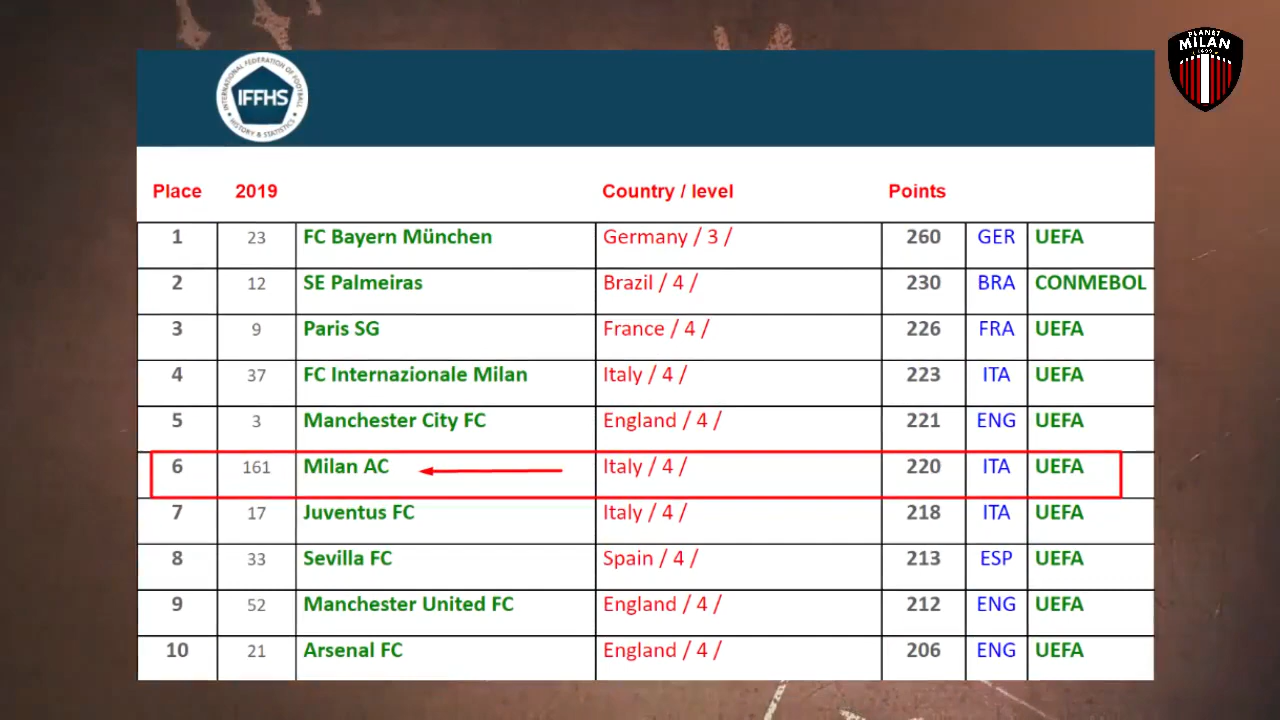 PLANET
MILAN
1899
INTERNATIONAL FEDERATION OF FOOTBALL
IFFHS
HISTORY & STATISTICS
Place 2019 Country / level Points
1 23 FC Bayern München Germany / 3 / 260 GER UEFA
2 12 SE Palmeiras Brazil / 4 / 230 BRA CONMEBOL
3 9 Paris SG France / 4 / 226 FRA UEFA
4 37 FC Internazionale Milan Italy / 4 / 223 ITA UEFA
5 3 Manchester City FC England / 4 / 221 ENG UEFA
6 161 Milan AC Italy / 4 / 220 ITA UEFA
7 17 Juventus FC Italy / 4 / 218 ITA UEFA
8 33 Sevilla FC Spain / 4 / 213 ESP UEFA
9 52 Manchester United FC England / 4 / 212 ENG UEFA
10 21 Arsenal FC England / 4 / 206 ENG UEFA